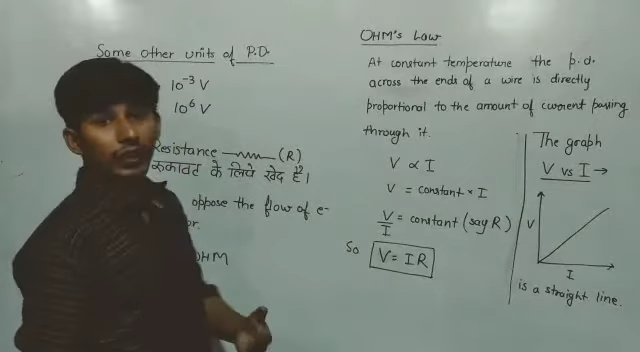 Some other units of P.D.
10⁻³ V
10⁶ V
Resistance (R)
रूकावट के लिये खेद है।
oppose the flow of e-
OHM
OHM's Law
At constant temperature the p.d.
across the ends of a wire is directly
proportional to the amount of current passing
through it.
V ∝ I
V = constant × I
V/I = constant (say R)
So V = IR
The graph
V vs I →
V
I
is a straight line.